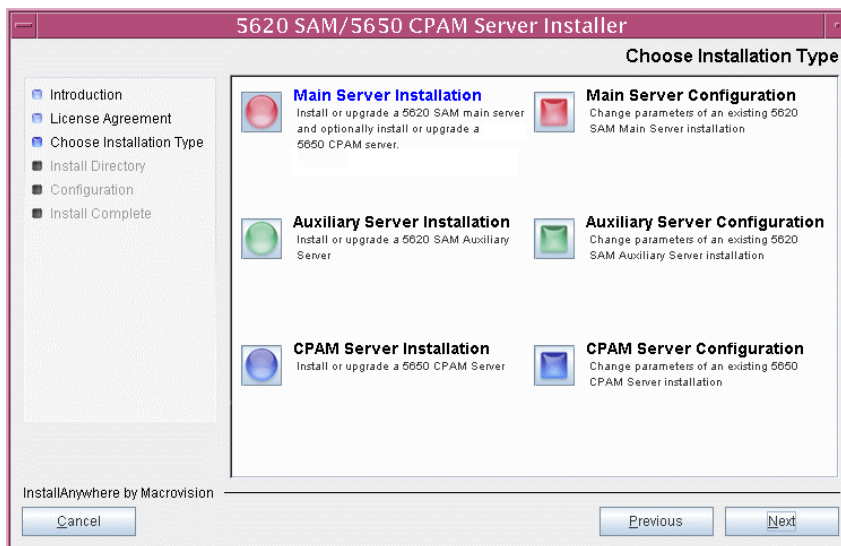 5620 SAM/5650 CPAM Server Installer
Choose Installation Type
Introduction
License Agreement
Choose Installation Type
Install Directory
Configuration
Install Complete
Main Server Installation
Install or upgrade a 5620 SAM main server
and optionally install or upgrade a
5650 CPAM server.
Main Server Configuration
Change parameters of an existing 5620
SAM Main Server installation
Auxiliary Server Installation
Install or upgrade a 5620 SAM Auxiliary
Server
Auxiliary Server Configuration
Change parameters of an existing 5620
SAM Auxiliary Server installation
CPAM Server Installation
Install or upgrade a 5650 CPAM Server
CPAM Server Configuration
Change parameters of an existing 5650
CPAM Server installation
InstallAnywhere by Macrovision
Cancel
Previous
Next